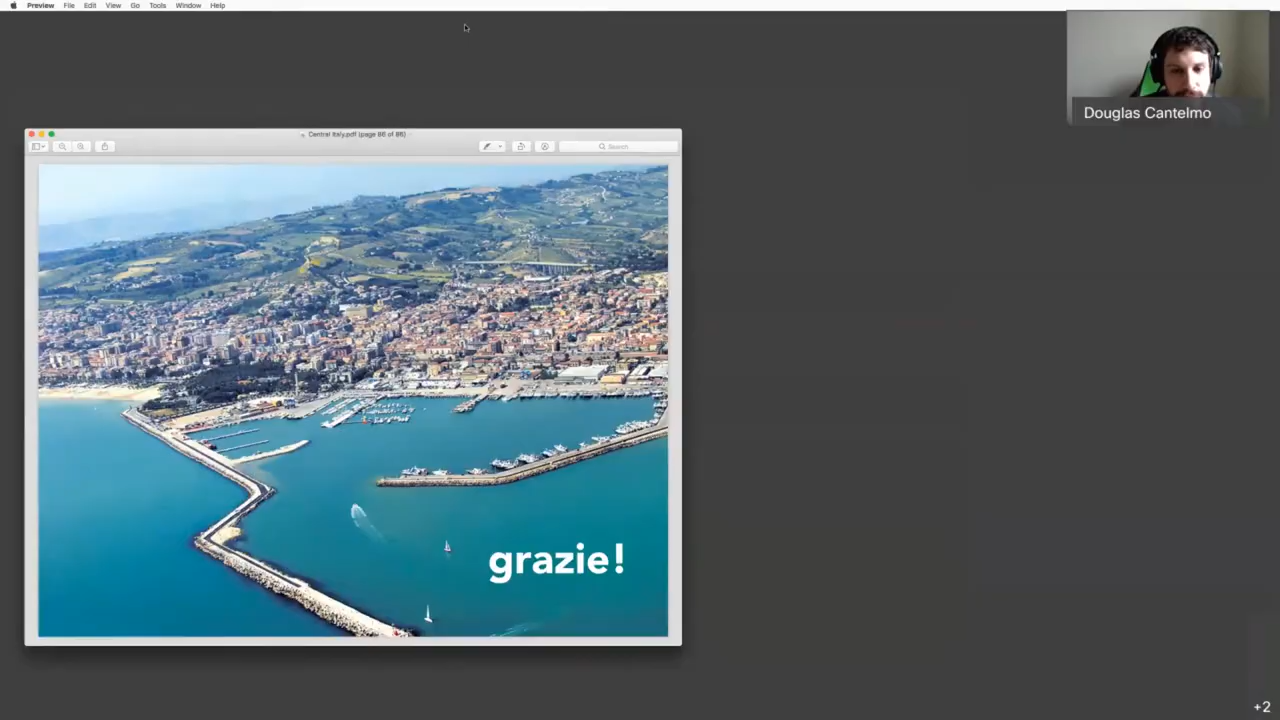 Preview File Edit View Go Tools Window Help
Douglas Cantelmo
Central Italy.pdf (page 86 of 86)
Search
grazie!
+2